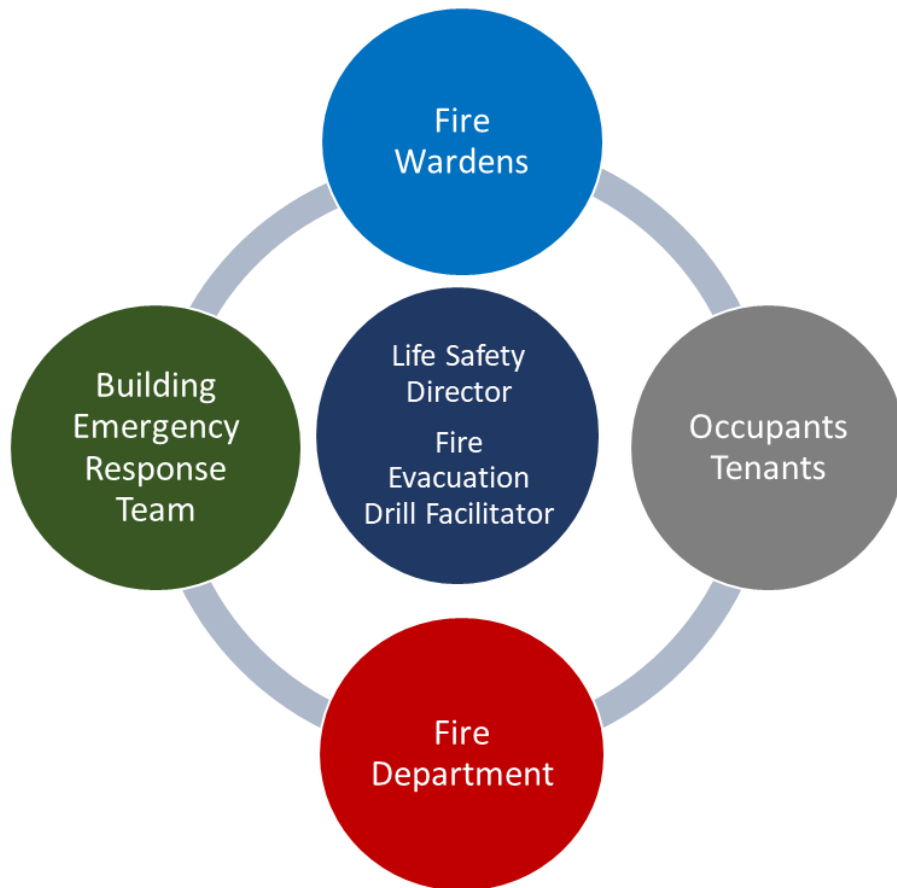 Fire
Wardens
Life Safety
Director
Fire
Evacuation
Drill Facilitator
Building
Emergency
Response
Team
Occupants
Tenants
Fire
Department